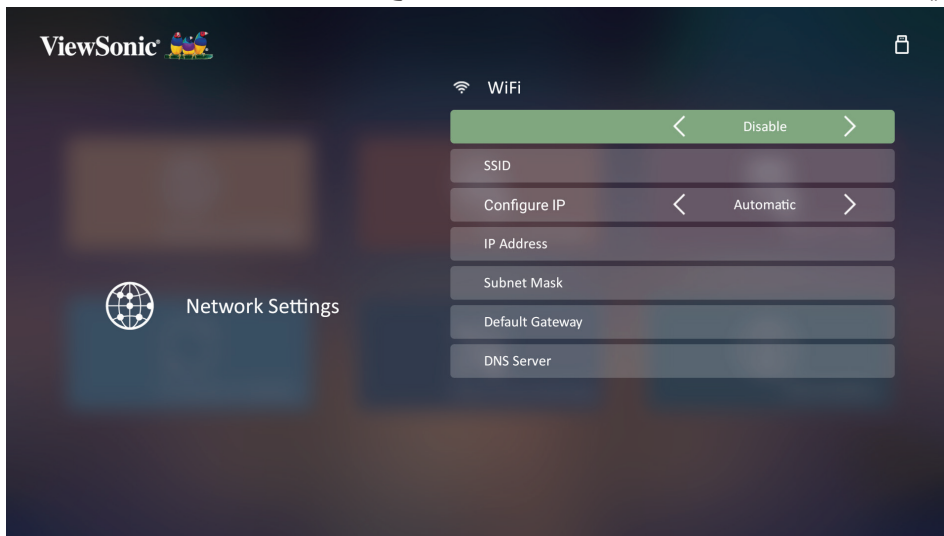 ViewSonic®
WiFi
Disable
SSID
Configure IP Automatic
IP Address
Subnet Mask
Network Settings
Default Gateway
DNS Server